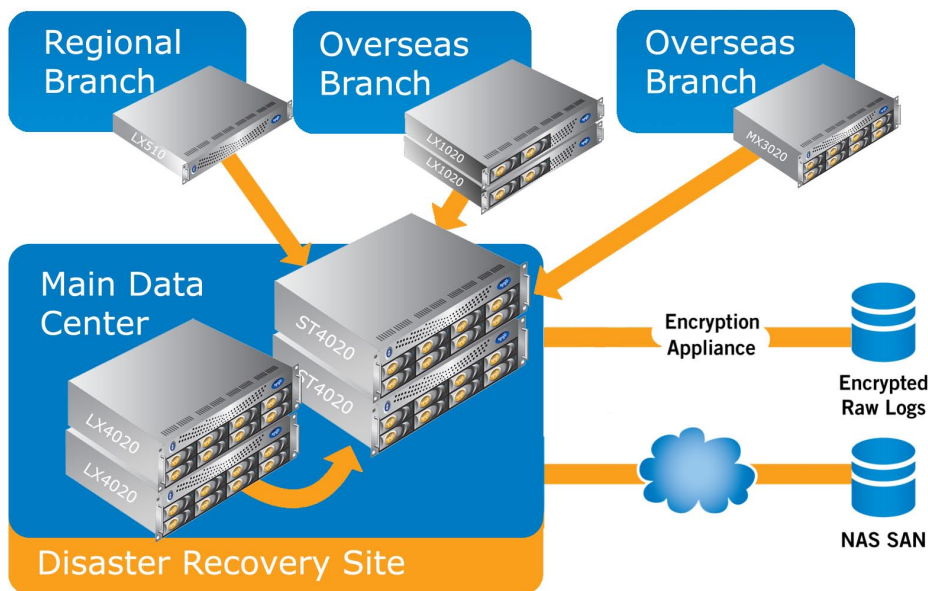 Regional
Branch
LX510
Overseas
Branch
LX1020
LX1020
Overseas
Branch
MX3020
Main Data
Center
ST4020
ST4020
LX4020
LX4020
Encryption
Appliance
Encrypted
Raw Logs
NAS SAN
Disaster Recovery Site